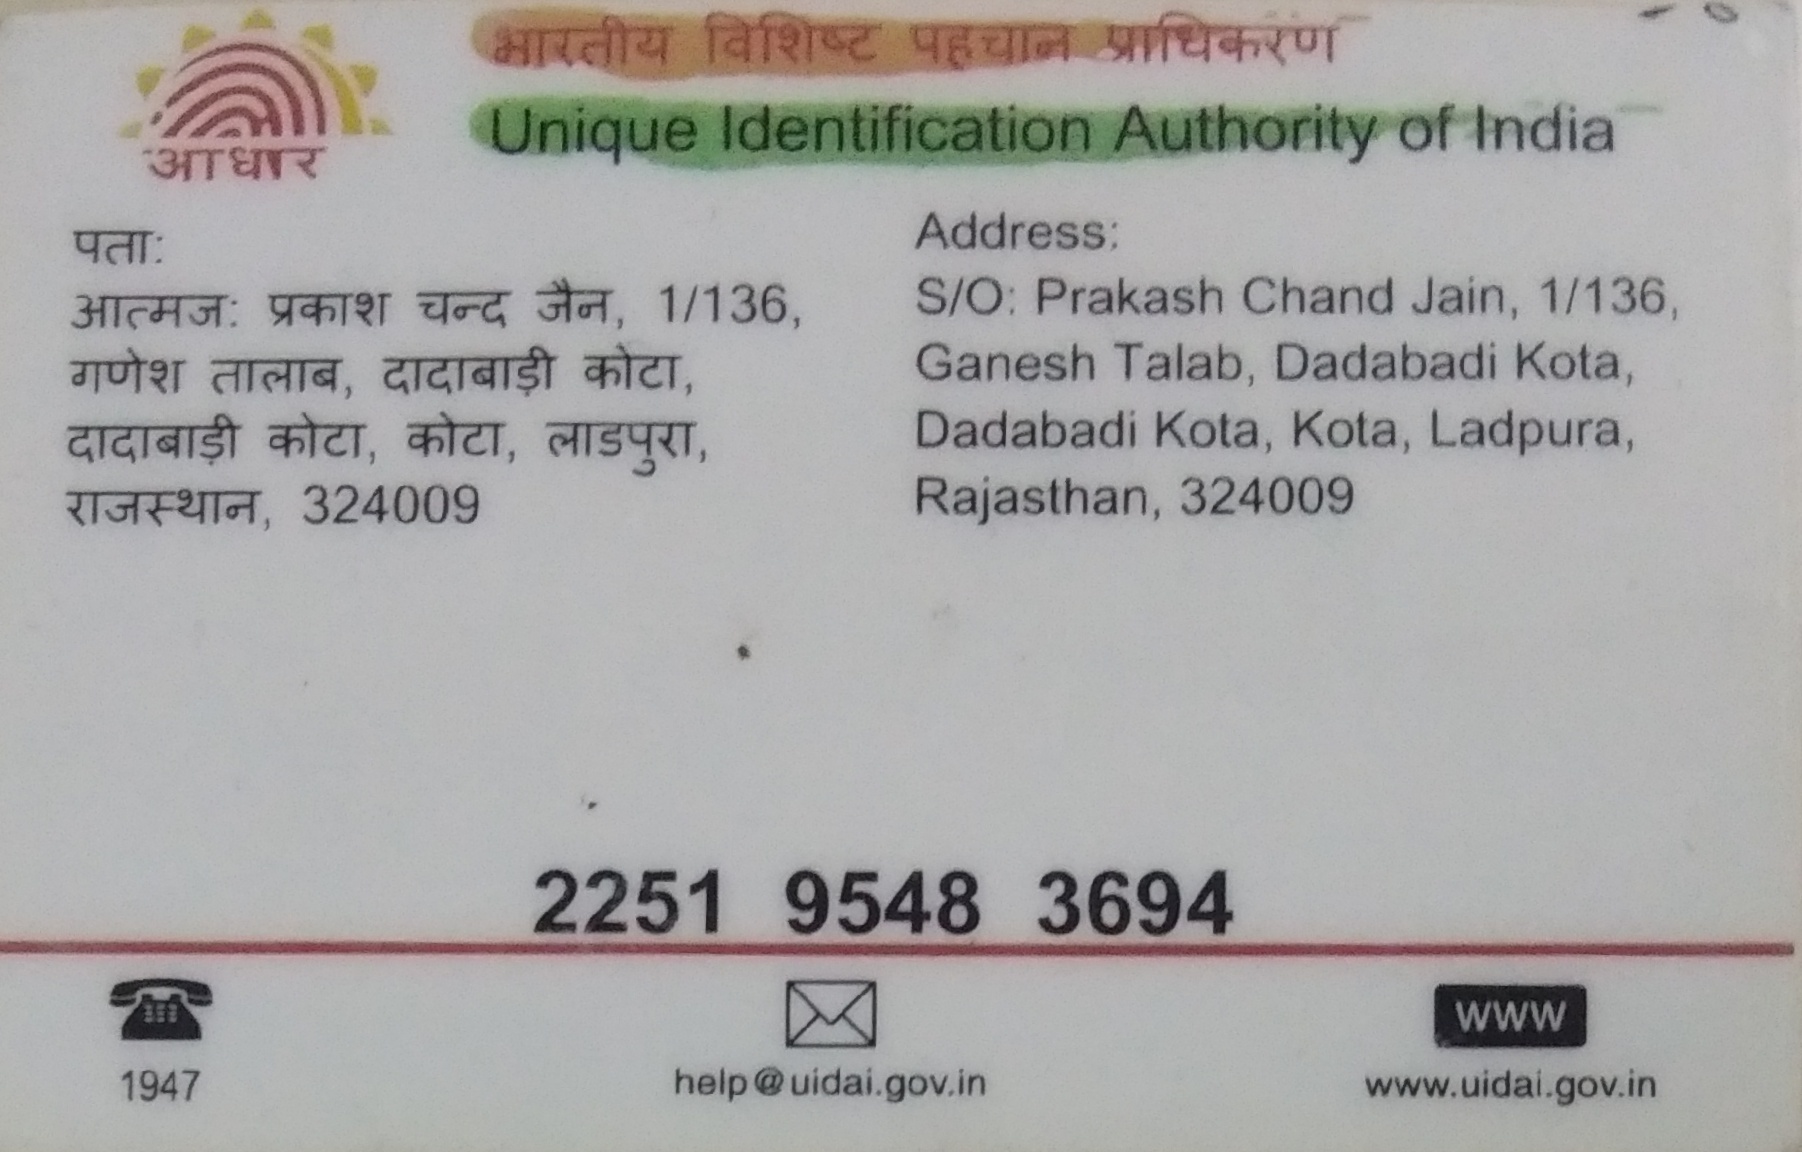 भारतीय विशिष्ट पहचान प्राधिकरण
Unique Identification Authority of India
आधार
पता:
आत्मज: प्रकाश चन्द जैन, 1/136,
गणेश तालाब, दादाबाड़ी कोटा,
दादाबाड़ी कोटा, कोटा, लाडपुरा,
राजस्थान, 324009
Address:
S/O: Prakash Chand Jain, 1/136,
Ganesh Talab, Dadabadi Kota,
Dadabadi Kota, Kota, Ladpura,
Rajasthan, 324009
2251 9548 3694
1947
help@uidai.gov.in
www
www.uidai.gov.in